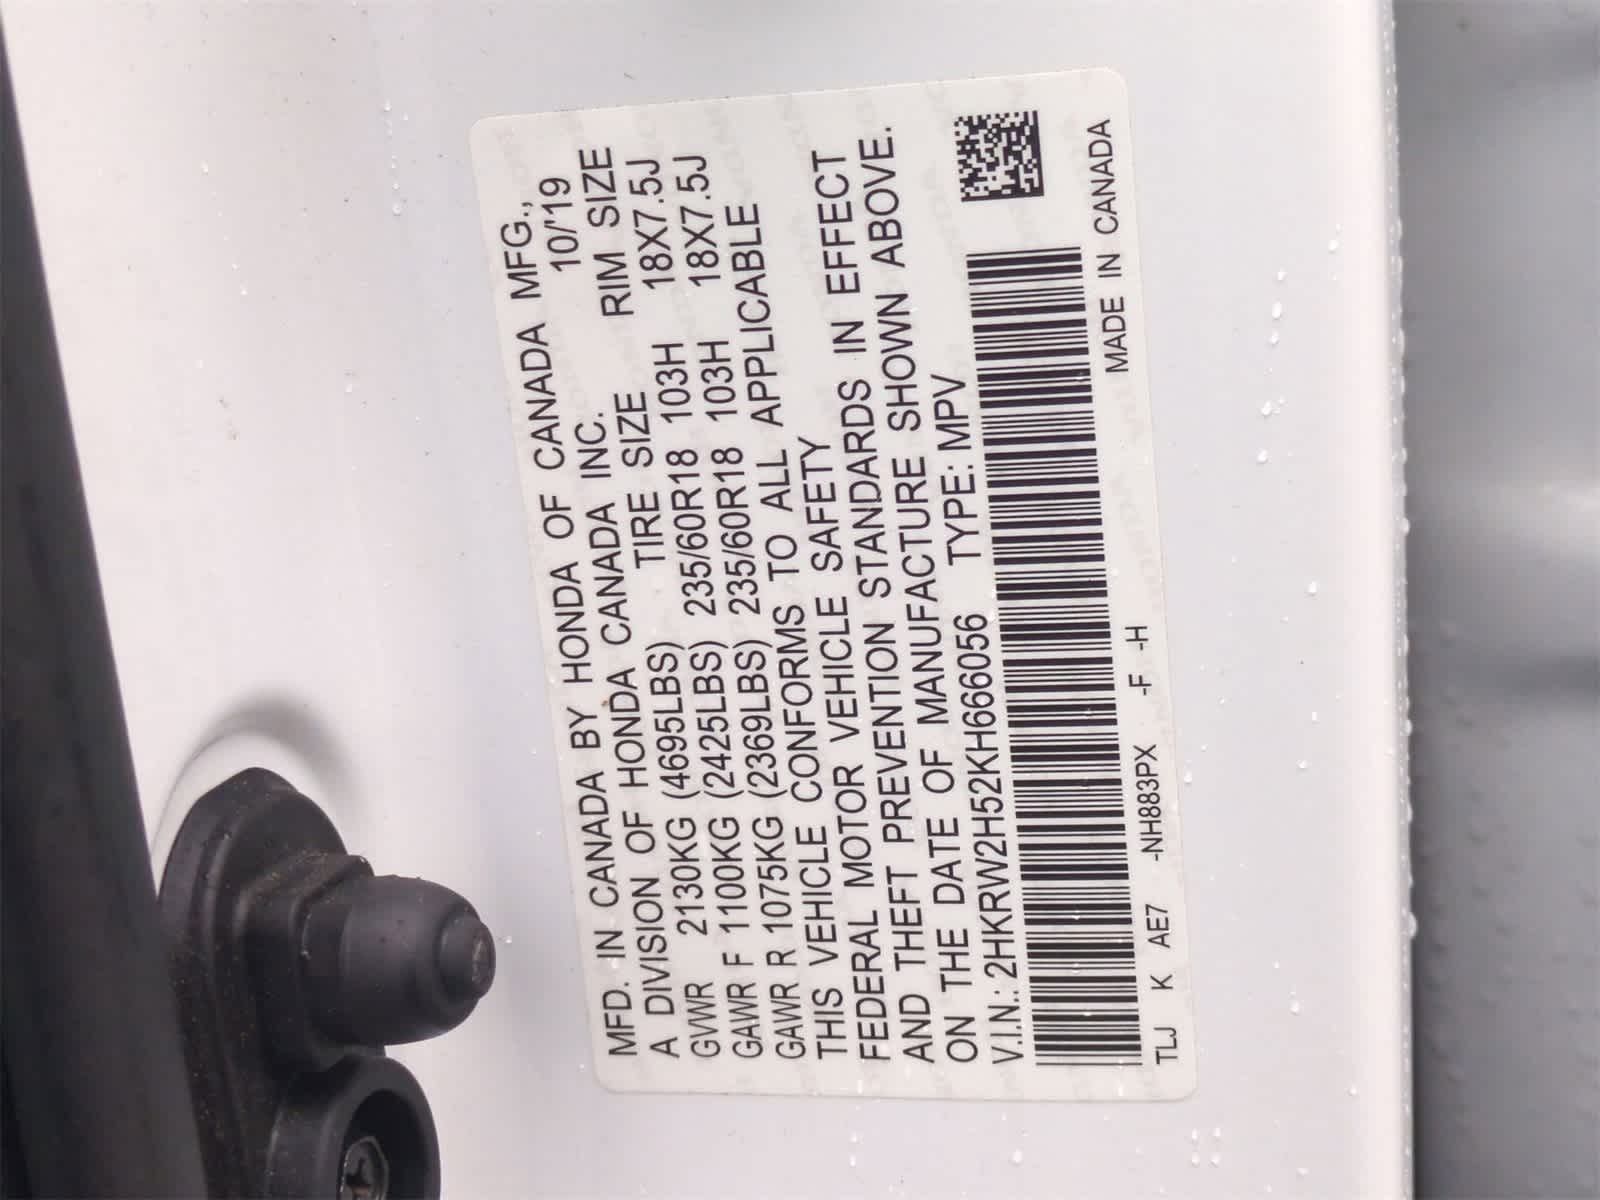 MFD. IN CANADA BY HONDA OF CANADA MFG.,
A DIVISION OF HONDA CANADA INC. 10/'19
GVWR 2130KG (4695LBS) TIRE SIZE RIM SIZE
GAWR F 1100KG (2425LBS) 235/60R18 103H 18X7.5J
GAWR R 1075KG (2369LBS) 235/60R18 103H 18X7.5J
THIS VEHICLE CONFORMS TO ALL APPLICABLE
FEDERAL MOTOR VEHICLE SAFETY
AND THEFT PREVENTION STANDARDS IN EFFECT
ON THE DATE OF MANUFACTURE SHOWN ABOVE.
V.I.N.: 2HKRW2H52KH666056 TYPE: MPV
TLJ K AE7 -NH883PX -F -H MADE IN CANADA